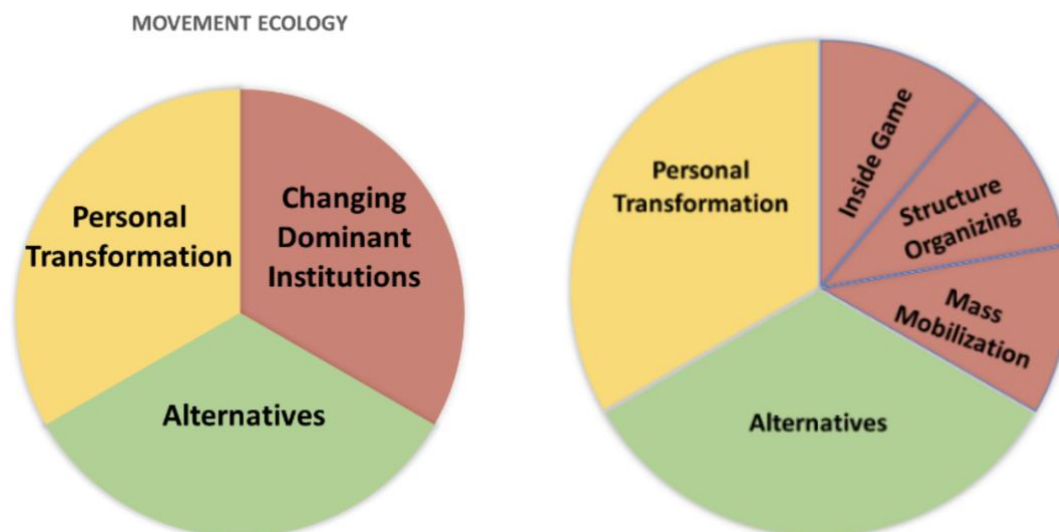 MOVEMENT ECOLOGY
Personal
Transformation
Changing
Dominant
Institutions
Alternatives
Personal
Transformation
Inside Game
Structure
Organizing
Mass
Mobilization
Alternatives